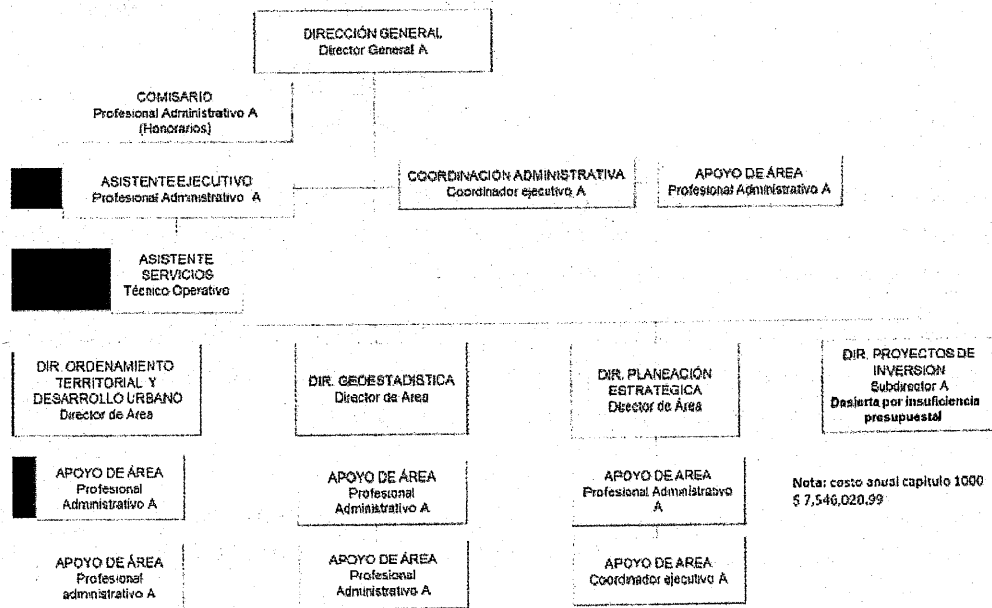 DIRECCIÓN GENERAL
Director General A
COMISARIO
Profesional Administrativo A
(Honorarios)
ASISTENTE EJECUTIVO
Profesional Administrativo A
COORDINACIÓN ADMINISTRATIVA
Coordinador ejecutivo A
APOYO DE ÁREA
Profesional Administrativo A
ASISTENTE
SERVICIOS
Técnico Operativo
DIR. ORDENAMIENTO
TERRITORIAL Y
DESARROLLO URBANO
Director de Área
DIR. GEOESTADISTICA
Director de Área
DIR. PLANEACIÓN
ESTRATÉGICA
Director de Área
DIR. PROYECTOS DE
INVERSION
Subdirector A
Desierta por insuficiencia
presupuestal
APOYO DE ÁREA
Profesional
Administrativo A
APOYO DE ÁREA
Profesional
Administrativo A
APOYO DE AREA
Profesional Administrativo
A
Nota: costo anual capitulo 1000
$ 7,546,020.99
APOYO DE ÁREA
Profesional
administrativo A
APOYO DE ÁREA
Profesional
Administrativo A
APOYO DE AREA
Coordinador ejecutivo A